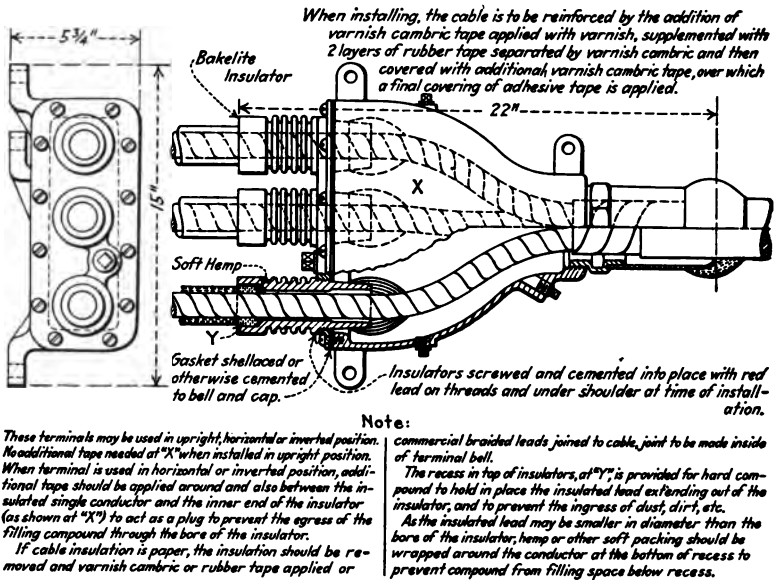 When installing, the cable is to be reinforced by the addition of
varnish cambric tape applied with varnish, supplemented with
2 layers of rubber tape separated by varnish cambric and then
covered with additional, varnish cambric tape, over which
a final covering of adhesive tape is applied.
5 3/4"
Bakelite
Insulator
22"
15"
X
Soft Hemp
Y
Gasket shellaced or
otherwise cemented
to bell and cap.
Insulators screwed and cemented into place with red
lead on threads and under shoulder at time of install-
ation.
Note:
These terminals may be used in upright, horizontal or inverted position.
No additional tape needed at "X" when installed in upright position.
When terminal is used in horizontal or inverted position, addi-
tional tape should be applied around and also between the in-
sulated single conductor and the inner end of the insulator
(as shown at "X") to act as a plug to prevent the egress of the
filling compound through the bore of the insulator.
If cable insulation is paper, the insulation should be re-
moved and varnish cambric or rubber tape applied or
commercial braided leads joined to cable, joint to be made inside
of terminal bell.
The recess in top of insulators, at "Y", is provided for hard com-
pound to hold in place the insulated lead extending out of the
insulator, and to prevent the ingress of dust, dirt, etc.
As the insulated lead may be smaller in diameter than the
bore of the insulator, hemp or other soft packing should be
wrapped around the conductor at the bottom of recess to
prevent compound from filling space below recess.